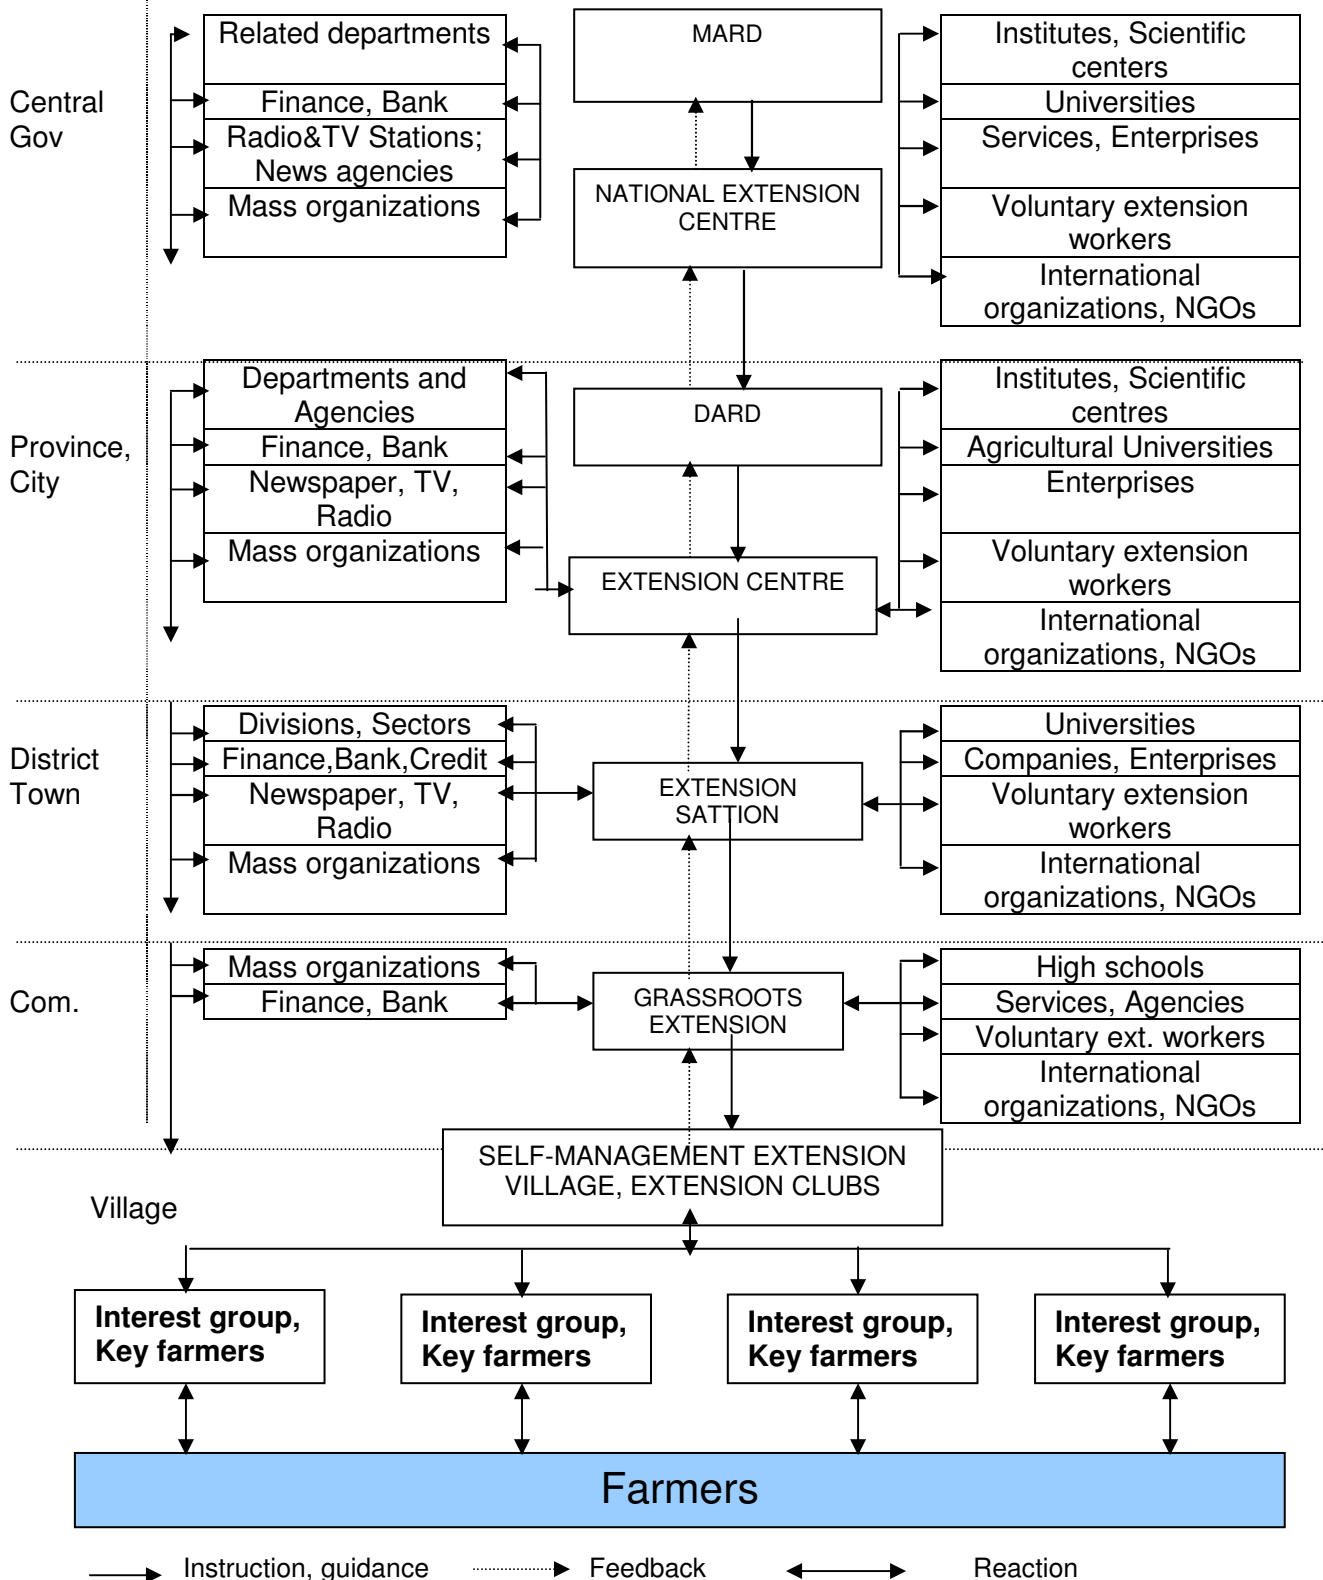 Central
Gov
Related departments
Finance, Bank
Radio&TV Stations;
News agencies
Mass organizations
MARD
NATIONAL EXTENSION
CENTRE
Institutes, Scientific
centers
Universities
Services, Enterprises
Voluntary extension
workers
International
organizations, NGOs
Province,
City
Departments and
Agencies
Finance, Bank
Newspaper, TV,
Radio
Mass organizations
DARD
EXTENSION CENTRE
Institutes, Scientific
centres
Agricultural Universities
Enterprises
Voluntary extension
workers
International
organizations, NGOs
District
Town
Divisions, Sectors
Finance,Bank,Credit
Newspaper, TV,
Radio
Mass organizations
EXTENSION
SATTION
Universities
Companies, Enterprises
Voluntary extension
workers
International
organizations, NGOs
Com.
Mass organizations
Finance, Bank
GRASSROOTS
EXTENSION
High schools
Services, Agencies
Voluntary ext. workers
International
organizations, NGOs
Village
SELF-MANAGEMENT EXTENSION
VILLAGE, EXTENSION CLUBS
Interest group,
Key farmers
Interest group,
Key farmers
Interest group,
Key farmers
Interest group,
Key farmers
Farmers
Instruction, guidance
Feedback
Reaction